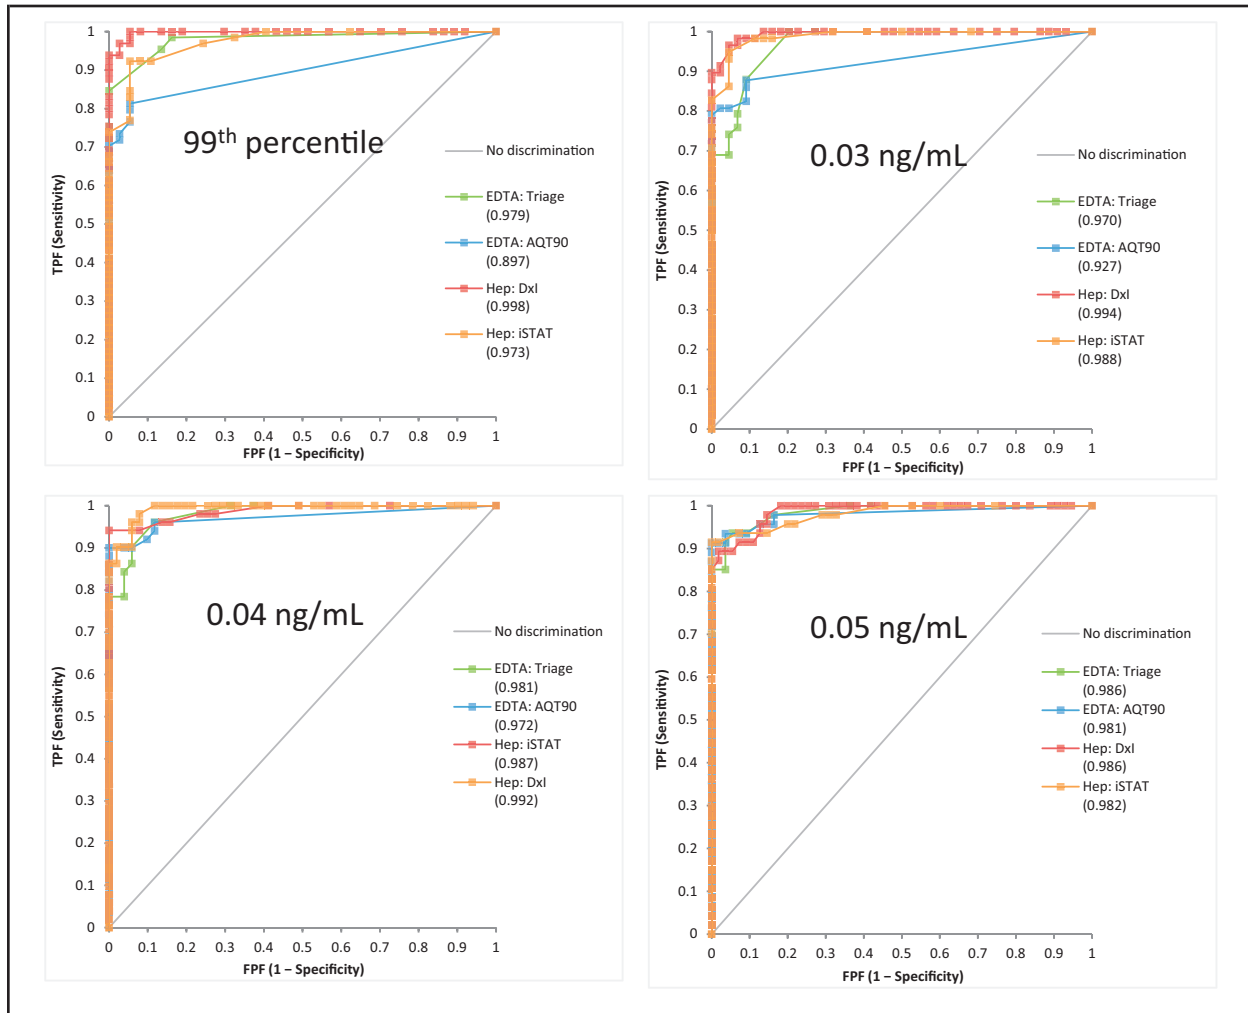 1
0.9
0.8
0.7
0.6
0.5
0.4
0.3
0.2
0.1
0
TPF (Sensitivity)
99th percentile
No discrimination
EDTA: Triage
(0.979)
EDTA: AQT90
(0.897)
Hep: DxI
(0.998)
Hep: iSTAT
(0.973)
0 0.1 0.2 0.3 0.4 0.5 0.6 0.7 0.8 0.9 1
FPF (1 – Specificity)
1
0.9
0.8
0.7
0.6
0.5
0.4
0.3
0.2
0.1
0
TPF (Sensitivity)
0.03 ng/mL
No discrimination
EDTA: Triage
(0.970)
EDTA: AQT90
(0.927)
Hep: DxI
(0.994)
Hep: iSTAT
(0.988)
0 0.1 0.2 0.3 0.4 0.5 0.6 0.7 0.8 0.9 1
FPF (1 – Specificity)
1
0.9
0.8
0.7
0.6
0.5
0.4
0.3
0.2
0.1
0
TPF (Sensitivity)
0.04 ng/mL
No discrimination
EDTA: Triage
(0.981)
EDTA: AQT90
(0.972)
Hep: iSTAT
(0.987)
Hep: DxI
(0.992)
0 0.1 0.2 0.3 0.4 0.5 0.6 0.7 0.8 0.9 1
FPF (1 – Specificity)
1
0.9
0.8
0.7
0.6
0.5
0.4
0.3
0.2
0.1
0
TPF (Sensitivity)
0.05 ng/mL
No discrimination
EDTA: Triage
(0.986)
EDTA: AQT90
(0.981)
Hep: DxI
(0.986)
Hep: iSTAT
(0.982)
0 0.1 0.2 0.3 0.4 0.5 0.6 0.7 0.8 0.9 1
FPF (1 – Specificity)